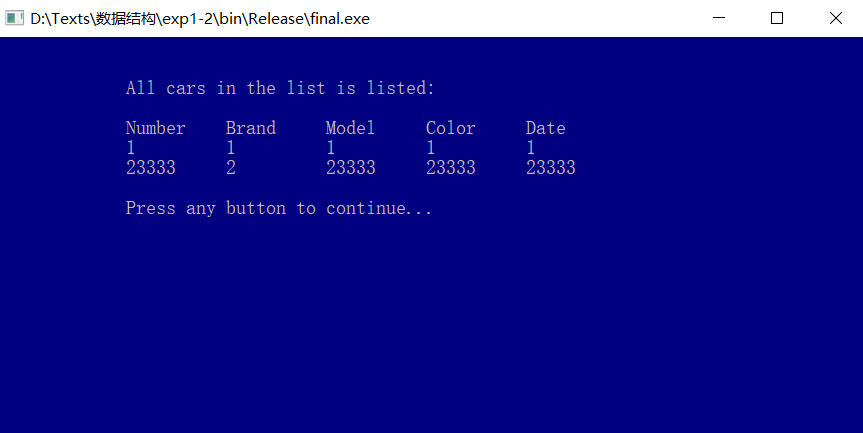 D:\Texts\数据结构\exp1-2\bin\Release\final.exe
All cars in the list is listed:
Number Brand Model Color Date
1 1 1 1 1
23333 2 23333 23333 23333
Press any button to continue...